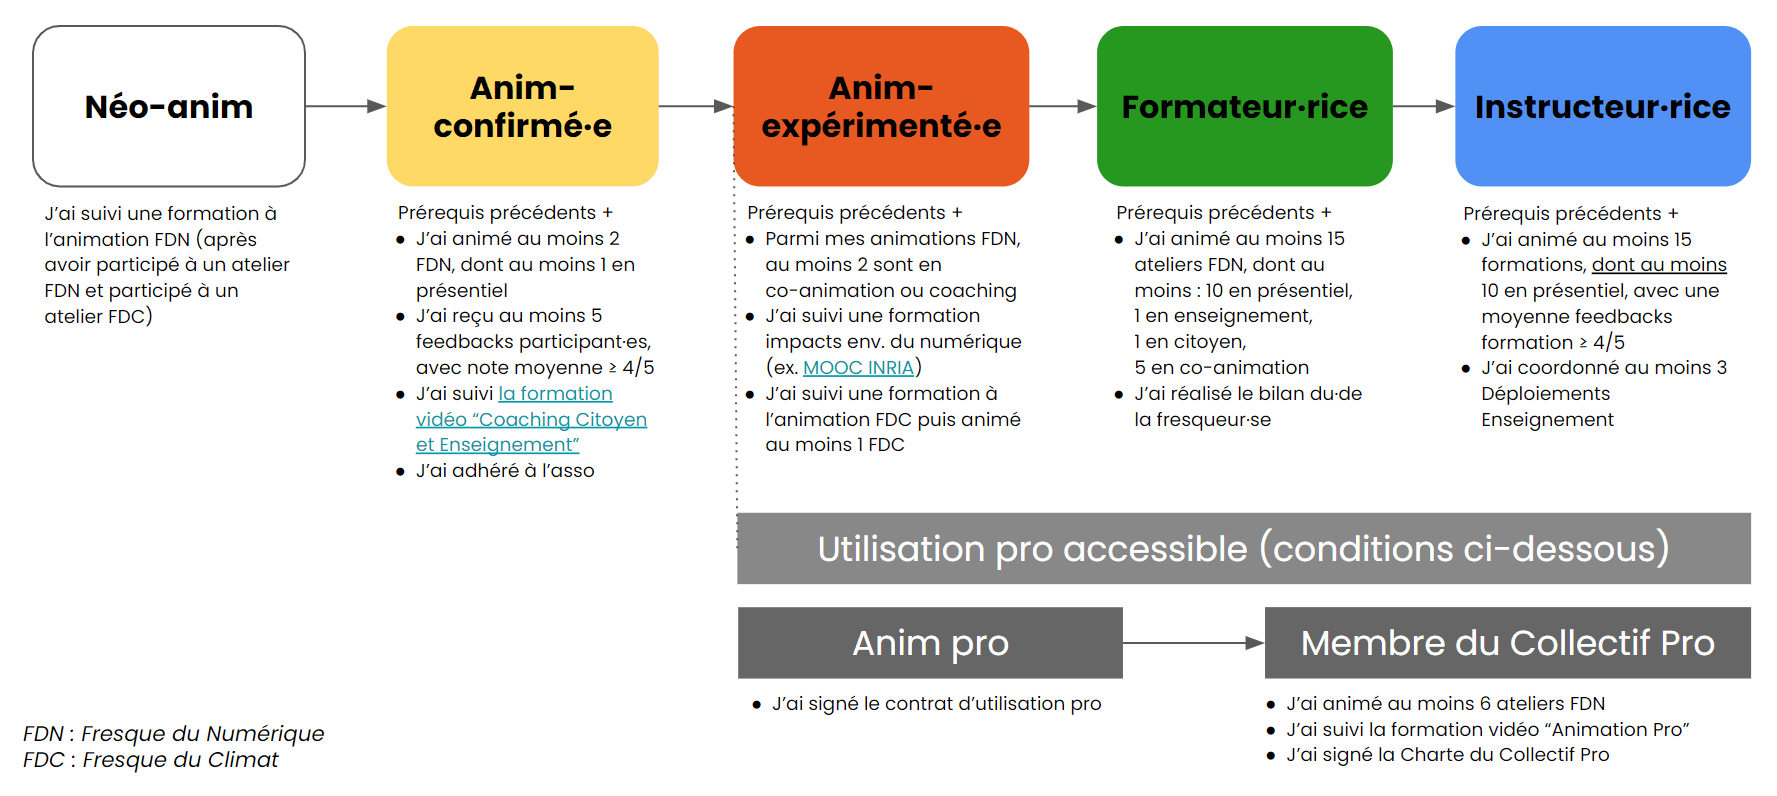 Néo-anim
J'ai suivi une formation à
l'animation FDN (après
avoir participé à un atelier
FDN et participé à un
atelier FDC)
Anim-
confirmé·e
Prérequis précédents +
● J'ai animé au moins 2
FDN, dont au moins 1 en
présentiel
● J'ai reçu au moins 5
feedbacks participant·es,
avec note moyenne ≥ 4/5
● J'ai suivi la formation
vidéo “Coaching Citoyen
et Enseignement”
● J'ai adhéré à l'asso
Anim-
expérimenté·e
Prérequis précédents +
● Parmi mes animations FDN,
au moins 2 sont en
co-animation ou coaching
● J'ai suivi une formation
impacts env. du numérique
(ex. MOOC INRIA)
● J'ai suivi une formation à
l'animation FDC puis animé
au moins 1 FDC
Formateur·rice
Prérequis précédents +
● J'ai animé au moins 15
ateliers FDN, dont au
moins : 10 en présentiel,
1 en enseignement,
1 en citoyen,
5 en co-animation
● J'ai réalisé le bilan du·de
la fresqueur·se
Instructeur·rice
Prérequis précédents +
● J'ai animé au moins 15
formations, dont au moins
10 en présentiel, avec une
moyenne feedbacks
formation ≥ 4/5
● J'ai coordonné au moins 3
Déploiements
Enseignement
Utilisation pro accessible (conditions ci-dessous)
Anim pro
● J'ai signé le contrat d'utilisation pro
Membre du Collectif Pro
● J'ai animé au moins 6 ateliers FDN
● J'ai suivi la formation vidéo “Animation Pro”
● J'ai signé la Charte du Collectif Pro
FDN : Fresque du Numérique
FDC : Fresque du Climat